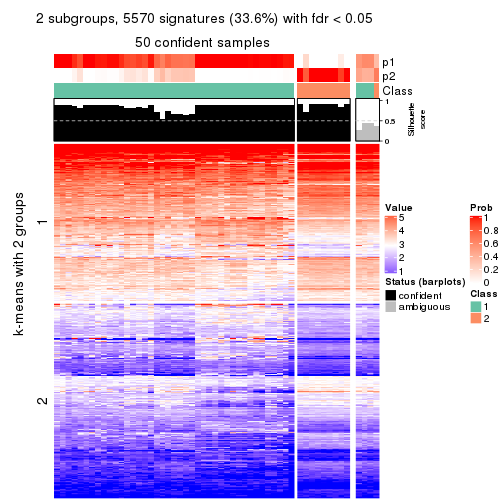 2 subgroups, 5570 signatures (33.6%) with fdr < 0.05
50 confident samples
p1
p2
Class
1
0.5
0
Silhouette
score
k-means with 2 groups
1
2
Value
5
4
3
2
1
Prob
1
0.8
0.6
0.4
0.2
0
Status (barplots)
confident
ambiguous
Class
1
2